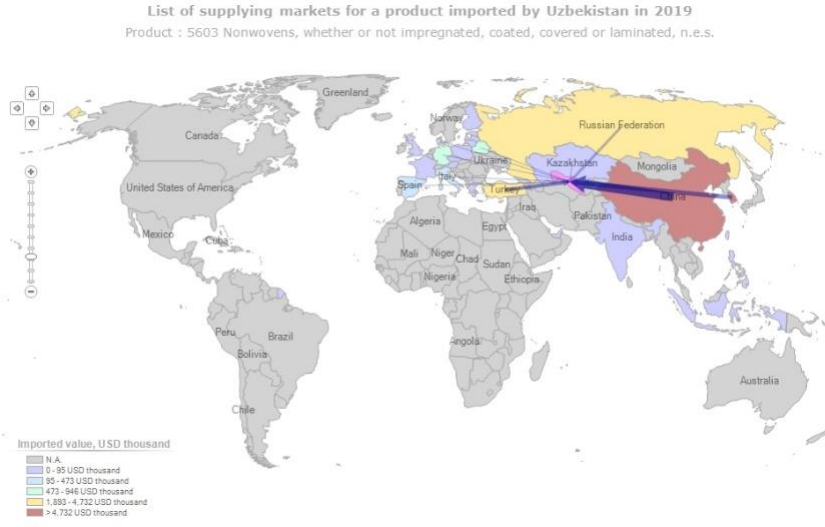 List of supplying markets for a product imported by Uzbekistan in 2019
Product : 5603 Nonwovens, whether or not impregnated, coated, covered or laminated, n.e.s.
Greenland
Norway
Canada
Russian Federation
Ukraine
Kazakhstan
Mongolia
United States of America
Spain
Italy
Turkey
China
Iraq
Pakistan
Algeria
Egypt
India
Mexico
Cuba
Mali
Niger
Chad
Sudan
Nigeria
Ethiopia
Peru
Brazil
Angola
Bolivia
Australia
Chile
Imported value, USD thousand
N.A.
0 - 95 USD thousand
95 - 473 USD thousand
473 - 946 USD thousand
1,893 - 4,732 USD thousand
> 4,732 USD thousand